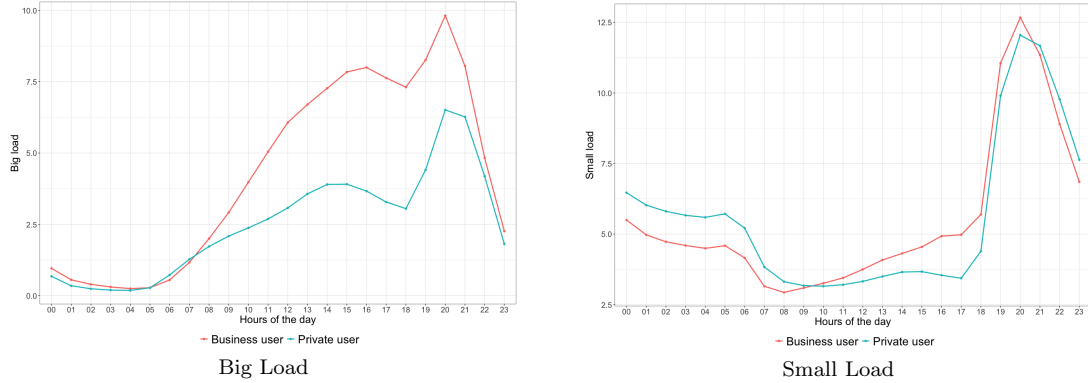 10.0
7.5
5.0
2.5
0.0
Big load
00 01 02 03 04 05 06 07 08 09 10 11 12 13 14 15 16 17 18 19 20 21 22 23
Hours of the day
Business user Private user
Big Load
12.5
10.0
7.5
5.0
2.5
Small load
00 01 02 03 04 05 06 07 08 09 10 11 12 13 14 15 16 17 18 19 20 21 22 23
Hours of the day
Business user Private user
Small Load